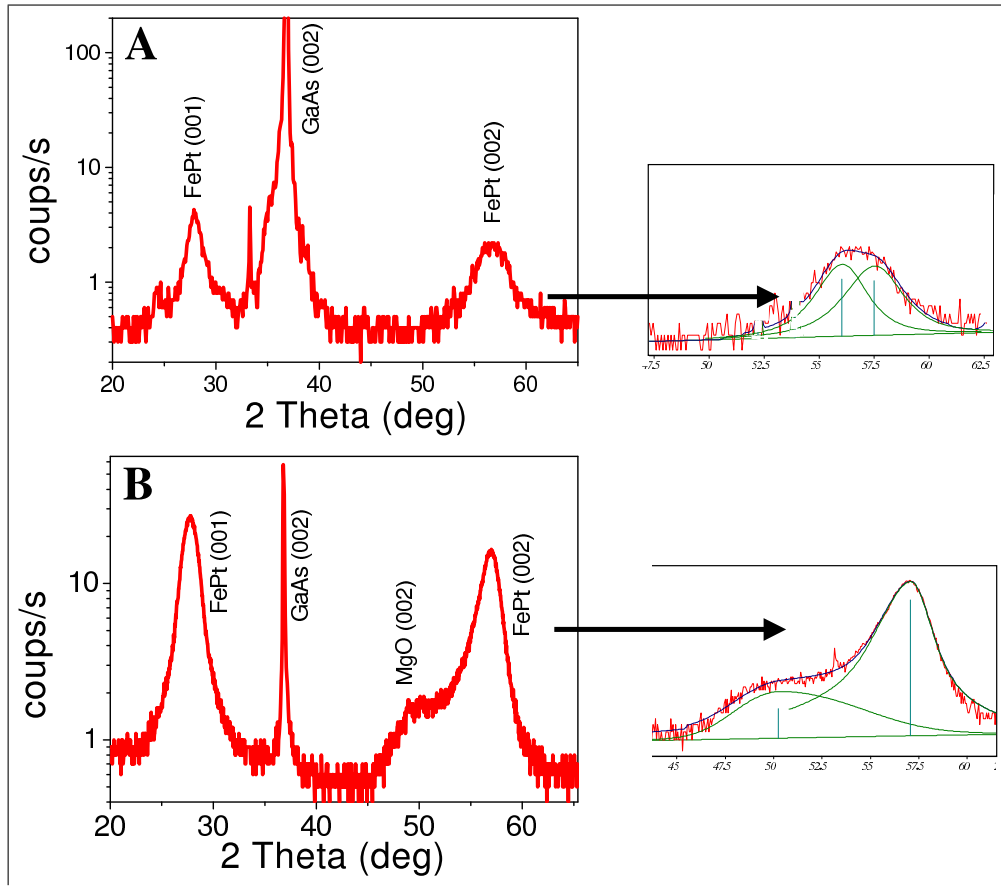 A
coups/s
100
10
1
FePt (001)
GaAs (002)
FePt (002)
20 30 40 50 60
2 Theta (deg)
50 52.5 55 57.5 60 62.5
B
coups/s
10
1
FePt (001)
GaAs (002)
MgO (002)
FePt (002)
20 30 40 50 60
2 Theta (deg)
45 47.5 50 52.5 55 57.5 60